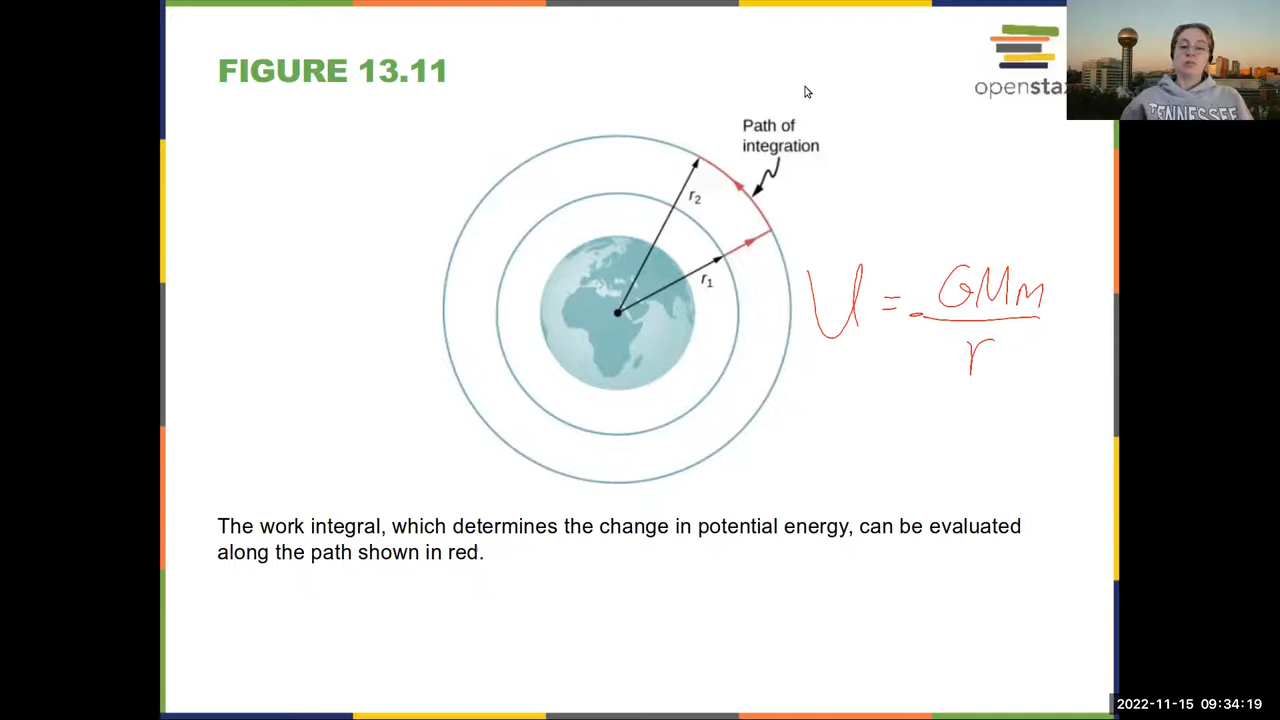 FIGURE 13.11
openstax
TENNESSEE
Path of
integration
r2
r1
U = - GMm
r
The work integral, which determines the change in potential energy, can be evaluated
along the path shown in red.
2022-11-15 09:34:19